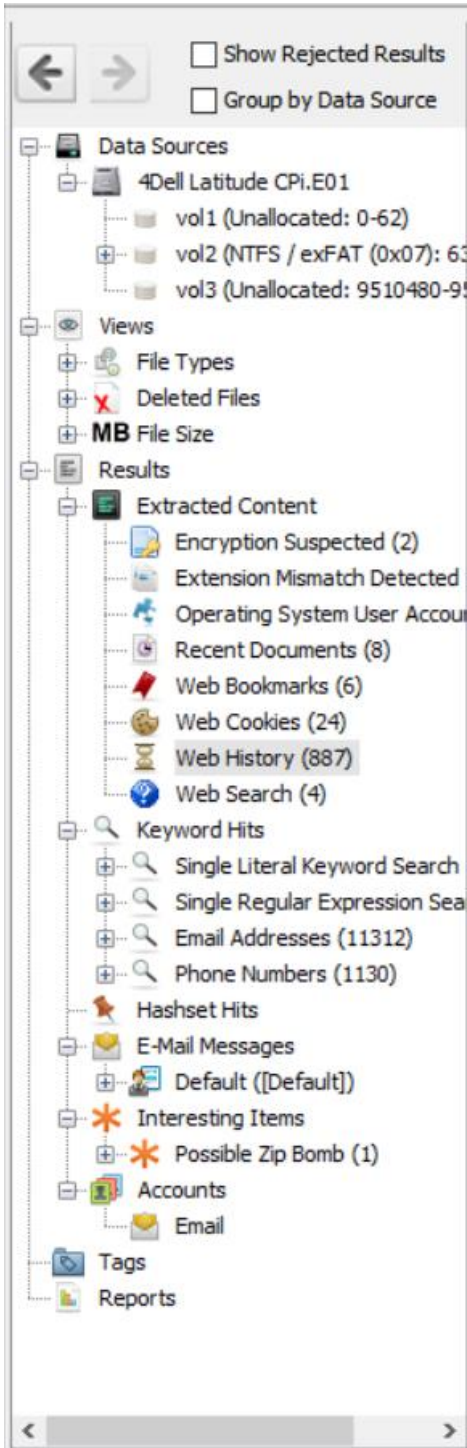 Show Rejected Results
Group by Data Source
Data Sources
4Dell Latitude CPi.E01
vol1 (Unallocated: 0-62)
vol2 (NTFS / exFAT (0x07): 63
vol3 (Unallocated: 9510480-95
Views
File Types
Deleted Files
MB File Size
Results
Extracted Content
Encryption Suspected (2)
Extension Mismatch Detected
Operating System User Accour
Recent Documents (8)
Web Bookmarks (6)
Web Cookies (24)
Web History (887)
Web Search (4)
Keyword Hits
Single Literal Keyword Search
Single Regular Expression Sea
Email Addresses (11312)
Phone Numbers (1130)
Hashset Hits
E-Mail Messages
Default ([Default])
Interesting Items
Possible Zip Bomb (1)
Accounts
Email
Tags
Reports